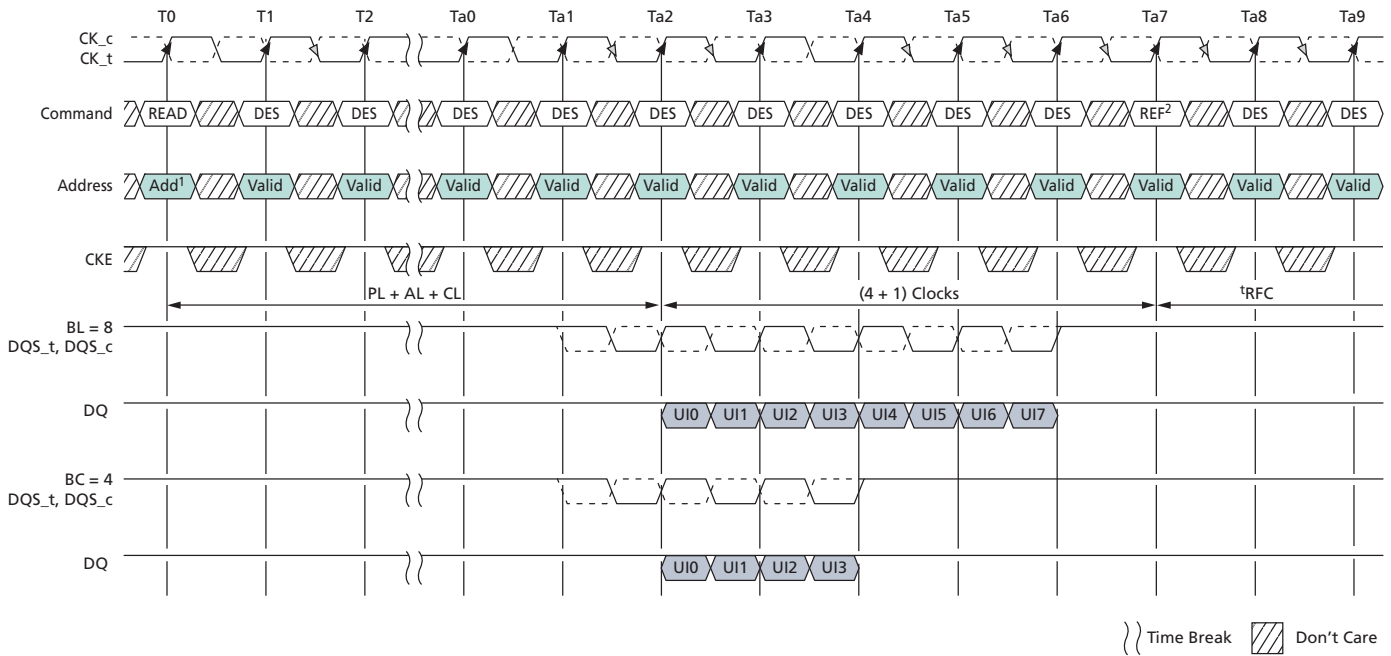 T0 T1 T2 Ta0 Ta1 Ta2 Ta3 Ta4 Ta5 Ta6 Ta7 Ta8 Ta9
CK_c
CK_t
Command READ DES DES DES DES DES DES DES DES DES REF² DES DES
Address Add¹ Valid Valid Valid Valid Valid Valid Valid Valid Valid Valid Valid Valid
CKE
PL + AL + CL (4 + 1) Clocks ᵗRFC
BL = 8
DQS_t, DQS_c
DQ UI0 UI1 UI2 UI3 UI4 UI5 UI6 UI7
BC = 4
DQS_t, DQS_c
DQ UI0 UI1 UI2 UI3
Time Break Don't Care